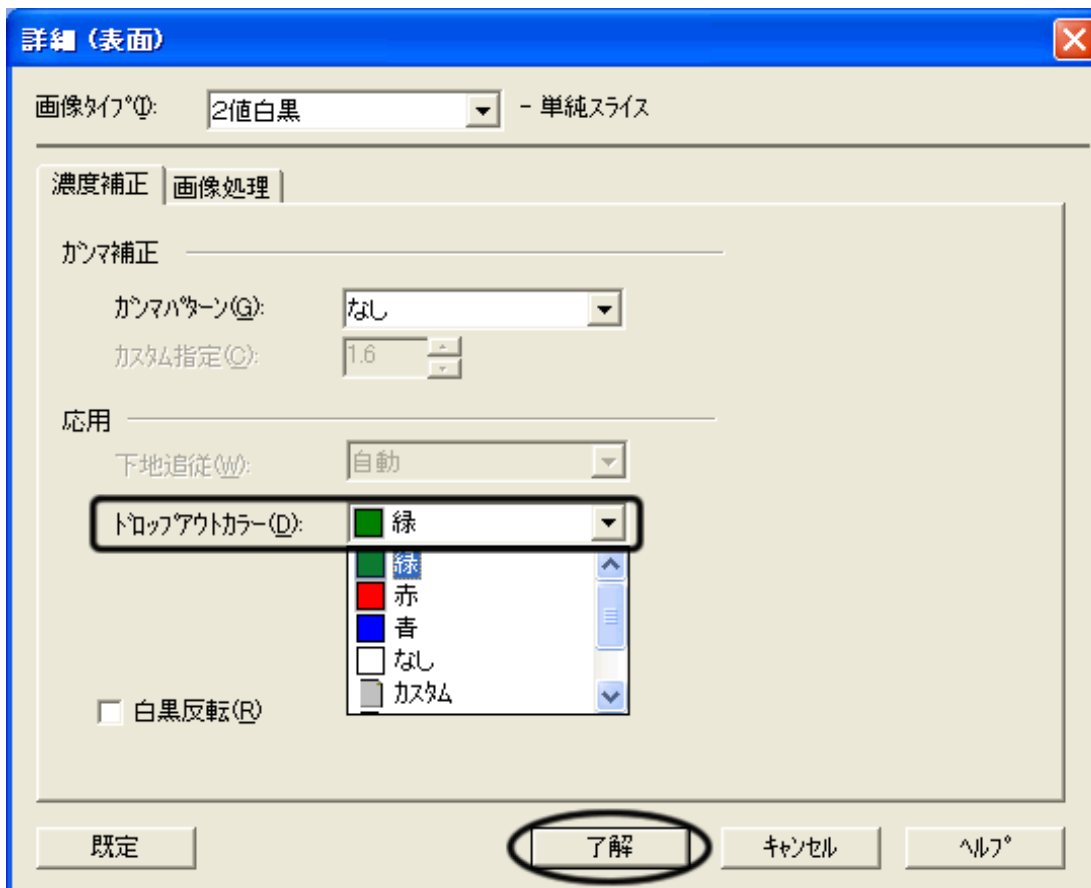 詳細（表面）
画像ﾀｲﾌﾟ(I): 2値白黒 - 単純スライス
濃度補正 画像処理
ｶﾞﾝﾏ補正
ｶﾞﾝﾏﾊﾟﾀｰﾝ(G): なし
ｶｽﾀﾑ指定(C): 1.6
応用
下地追従(W): 自動
ﾄﾞﾛｯﾌﾟｱｳﾄｶﾗｰ(D): 緑
緑
赤
青
なし
ｶｽﾀﾑ
白黒反転(R)
既定 了解 ｷｬﾝｾﾙ ﾍﾙﾌﾟ